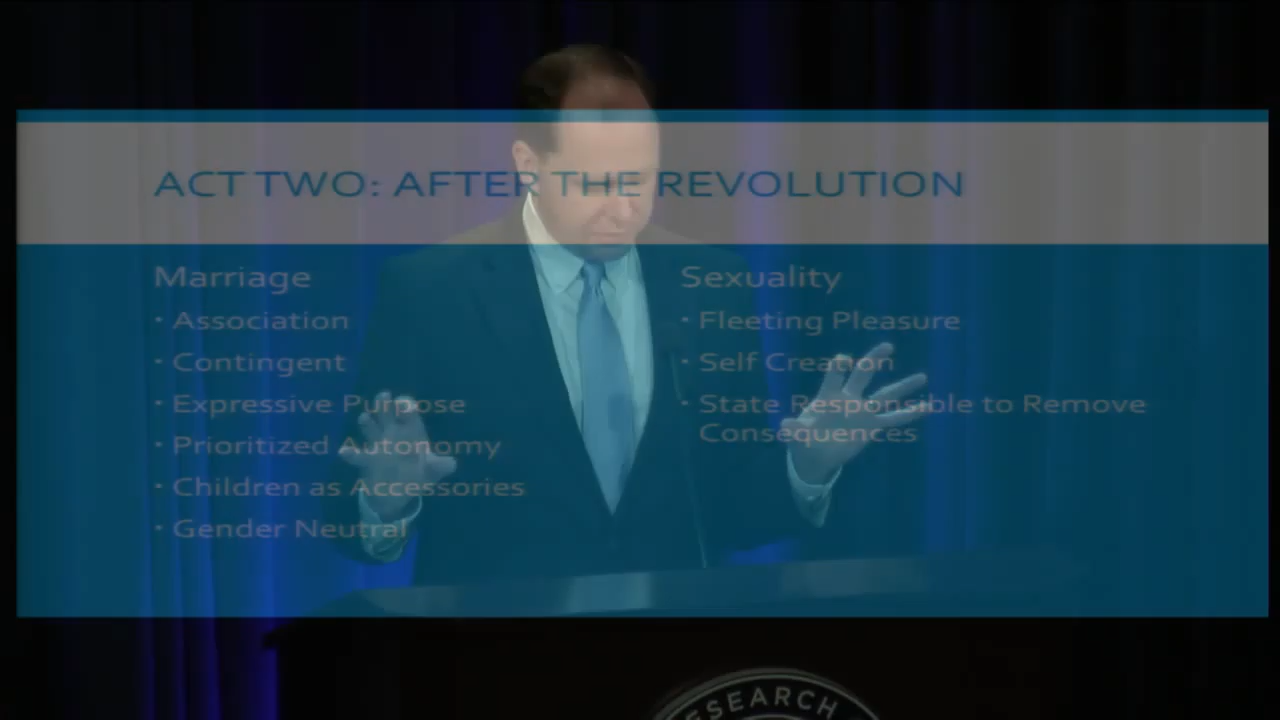 ACT TWO: AFTER THE REVOLUTION
Marriage
• Association
• Contingent
• Expressive Purpose
• Prioritized Autonomy
• Children as Accessories
• Gender Neutral
Sexuality
• Fleeting Pleasure
• Self Creation
• State Responsible to Remove
Consequences